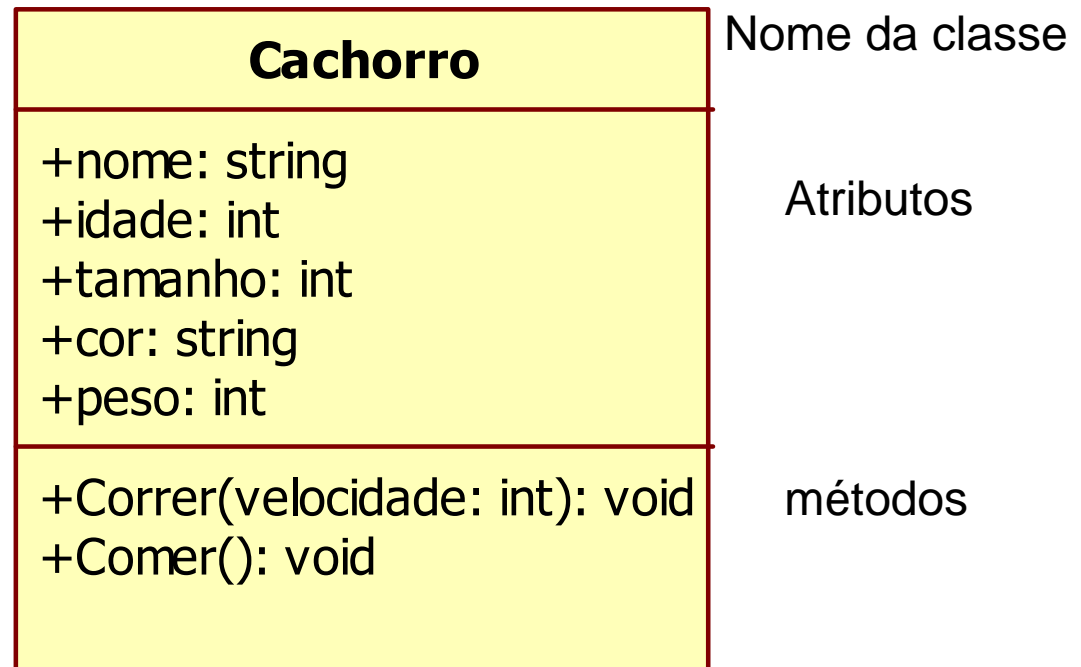 Cachorro
Nome da classe
+nome: string
+idade: int
+tamanho: int
+cor: string
+peso: int
Atributos
+Correr(velocidade: int): void
+Comer(): void
métodos